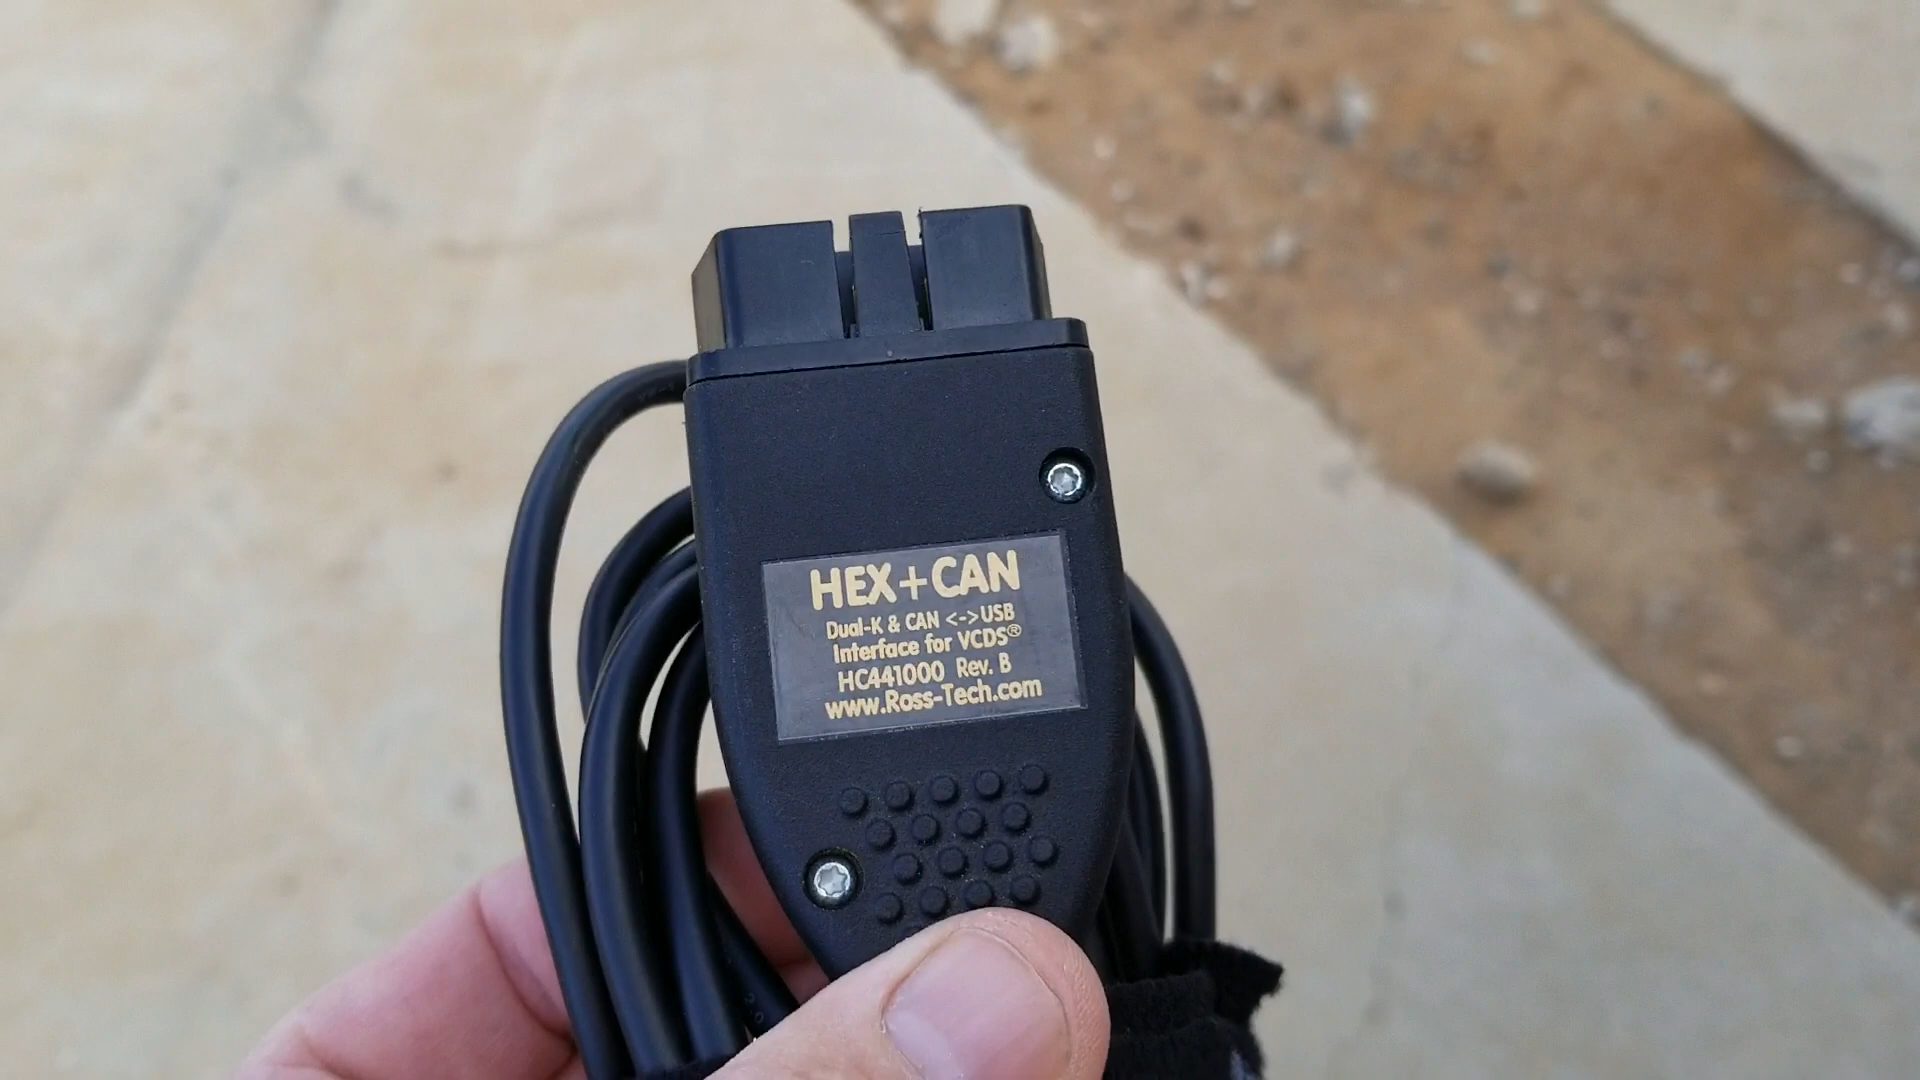 HEX+CAN
Dual-K & CAN <->USB
Interface for VCDS®
HC441000 Rev. B
www.Ross-Tech.com